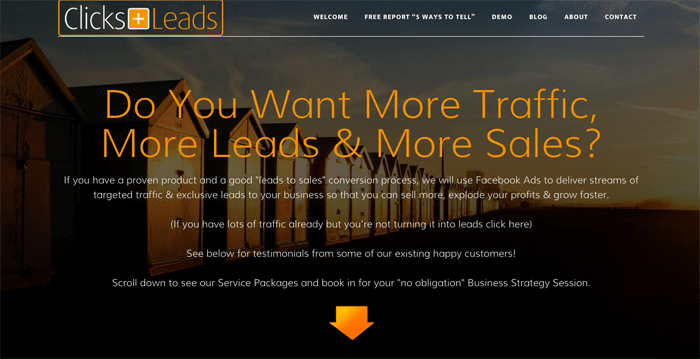 Clicks+Leads
WELCOME FREE REPORT "5 WAYS TO TELL" DEMO BLOG ABOUT CONTACT
Do You Want More Traffic,
More Leads & More Sales?
If you have a proven product and a good "leads to sales" conversion process, we will use Facebook Ads to deliver streams of
targeted traffic & exclusive leads to your business so that you can sell more, explode your profits & grow faster.
(If you have lots of traffic already but you're not turning it into leads click here)
See below for testimonials from some of our existing happy customers!
Scroll down to see our Service Packages and book in for your "no obligation" Business Strategy Session.